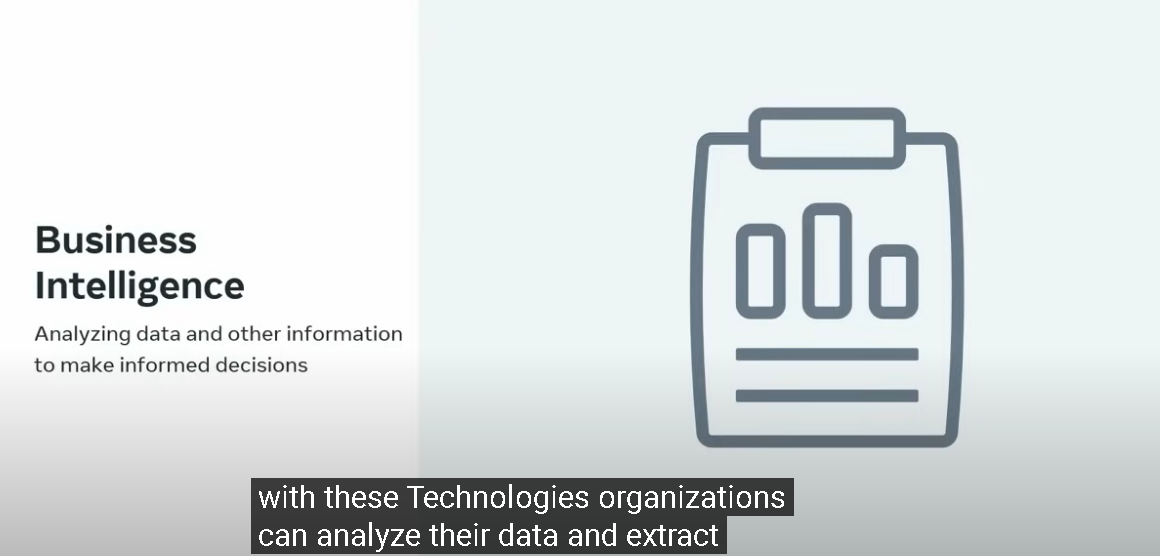 Business
Intelligence
Analyzing data and other information
to make informed decisions
with these Technologies organizations
can analyze their data and extract